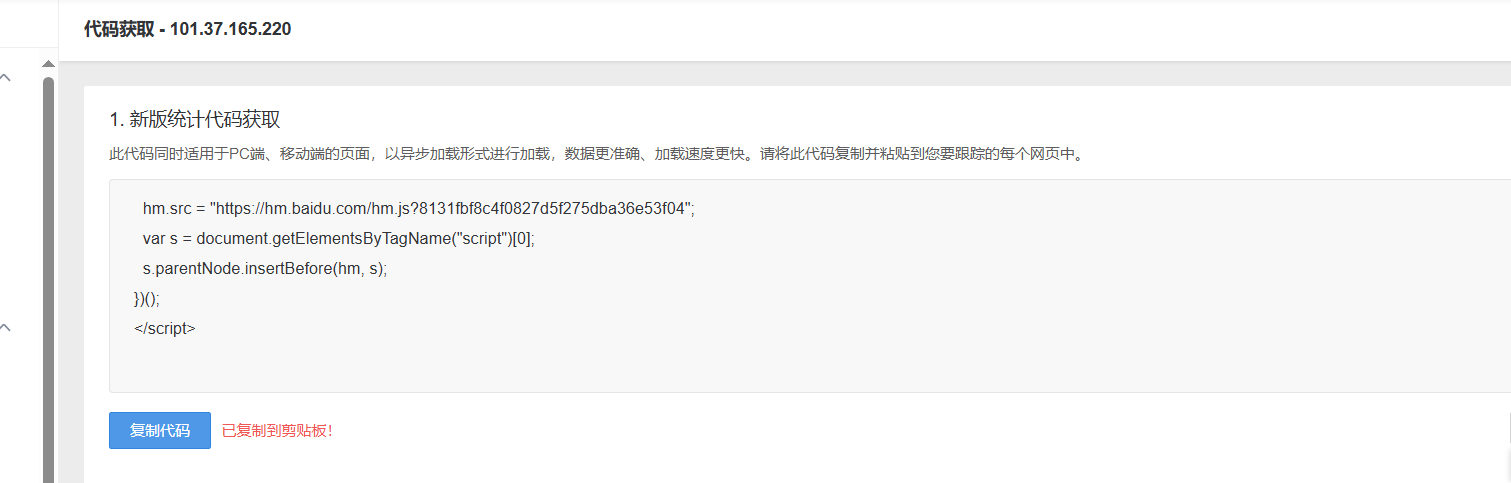 代码获取 - 101.37.165.220
1. 新版统计代码获取
此代码同时适用于PC端、移动端的页面，以异步加载形式进行加载，数据更准确、加载速度更快。请将此代码复制并粘贴到您要跟踪的每个网页中。
hm.src = "https://hm.baidu.com/hm.js?8131fbf8c4f0827d5f275dba36e53f04";
var s = document.getElementsByTagName("script")[0];
s.parentNode.insertBefore(hm, s);
})();
</script>
复制代码 已复制到剪贴板！